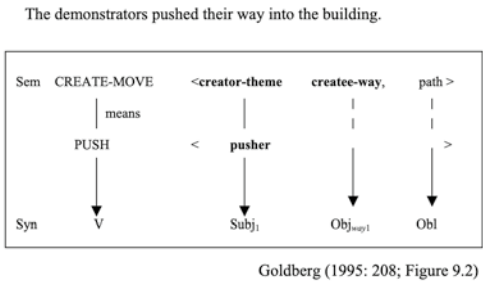 The demonstrators pushed their way into the building.
Sem CREATE-MOVE <creator-theme createe-way, path >
means
PUSH < pusher >
Syn V Subj₁ Obj_way1 Obl
Goldberg (1995: 208; Figure 9.2)